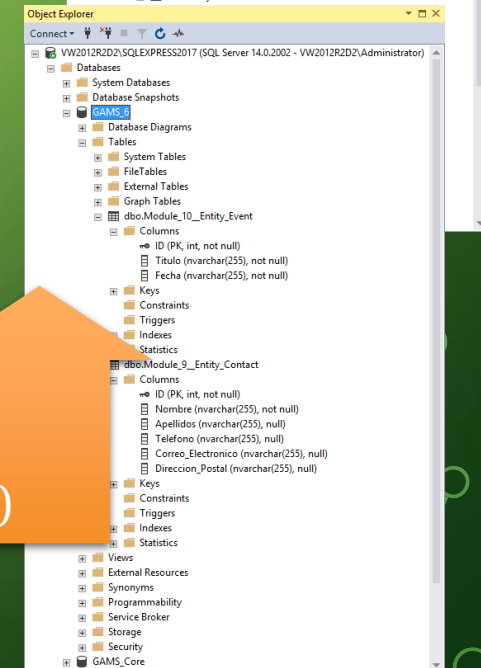 Object Explorer
Connect
VW2012R2D2\SQLEXPRESS2017 (SQL Server 14.0.2002 - VW2012R2D2\Administrator)
Databases
System Databases
Database Snapshots
GAMS_6
Database Diagrams
Tables
System Tables
FileTables
External Tables
Graph Tables
dbo.Module_10__Entity_Event
Columns
ID (PK, int, not null)
Titulo (nvarchar(255), not null)
Fecha (nvarchar(255), not null)
Keys
Constraints
Triggers
Indexes
Statistics
dbo.Module_9__Entity_Contact
Columns
ID (PK, int, not null)
Nombre (nvarchar(255), not null)
Apellidos (nvarchar(255), null)
Telefono (nvarchar(255), null)
Correo_Electronico (nvarchar(255), null)
Direccion_Postal (nvarchar(255), null)
Keys
Constraints
Triggers
Indexes
Statistics
Views
External Resources
Synonyms
Programmability
Service Broker
Storage
Security
GAMS_Core